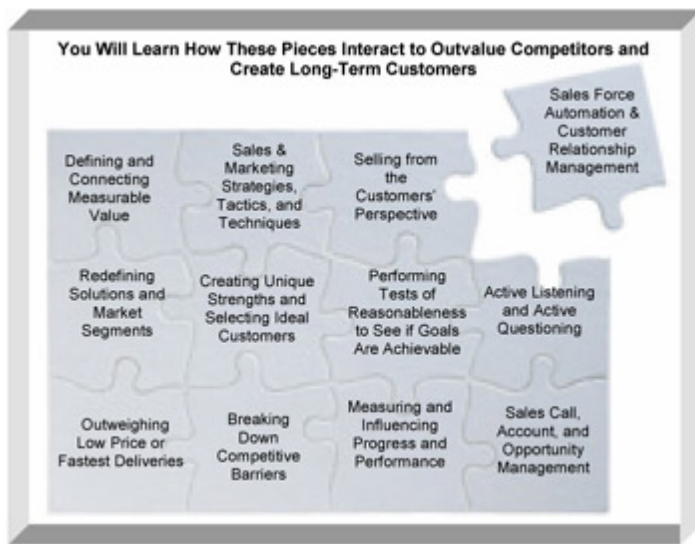 You Will Learn How These Pieces Interact to Outvalue Competitors and
Create Long-Term Customers
Defining and
Connecting
Measurable
Value
Sales &
Marketing
Strategies,
Tactics, and
Techniques
Selling from
the
Customers'
Perspective
Sales Force
Automation &
Customer
Relationship
Management
Redefining
Solutions and
Market
Segments
Creating Unique
Strengths and
Selecting Ideal
Customers
Performing
Tests of
Reasonableness
to See if Goals
Are Achievable
Active Listening
and Active
Questioning
Outweighing
Low Price or
Fastest Deliveries
Breaking
Down
Competitive
Barriers
Measuring and
Influencing
Progress and
Performance
Sales Call,
Account, and
Opportunity
Management